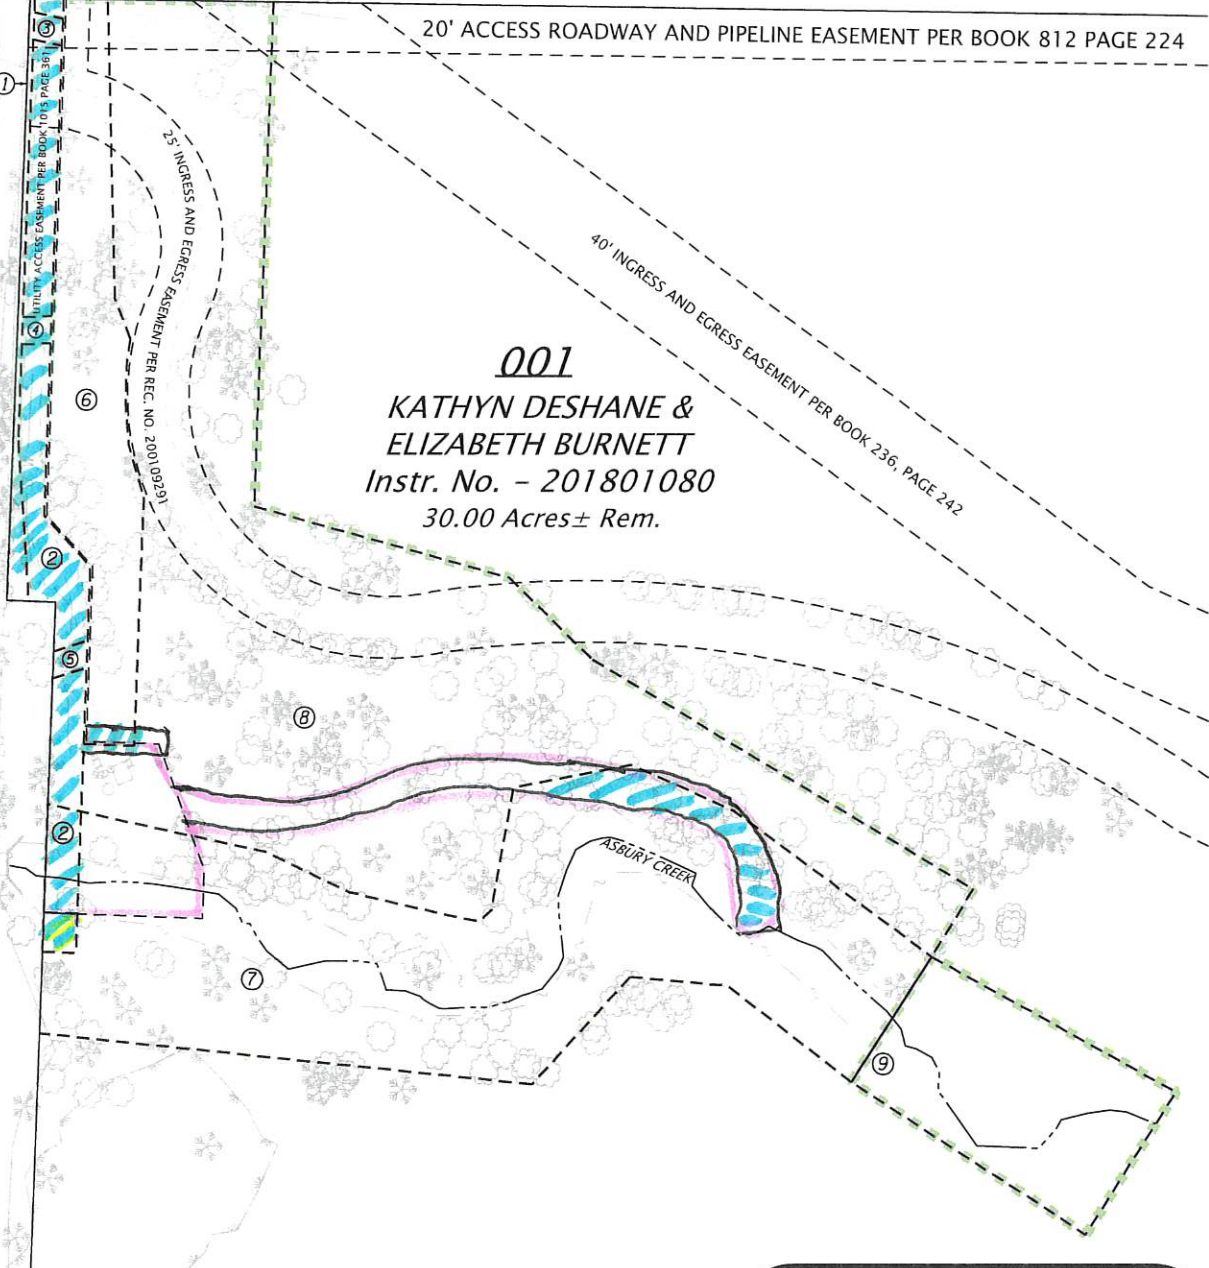 20' ACCESS ROADWAY AND PIPELINE EASEMENT PER BOOK 812 PAGE 224
③
①
UTILITY ACCESS EASEMENT PER BOOK 1015 PAGE 361
25' INGRESS AND EGRESS EASEMENT PER REC. NO. 200109291
40' INGRESS AND EGRESS EASEMENT PER BOOK 236, PAGE 242
④
001
KATHYN DESHANE &
ELIZABETH BURNETT
Instr. No. - 201801080
30.00 Acres± Rem.
⑥
②
⑤
⑧
②
ASBURY CREEK
⑦
⑨